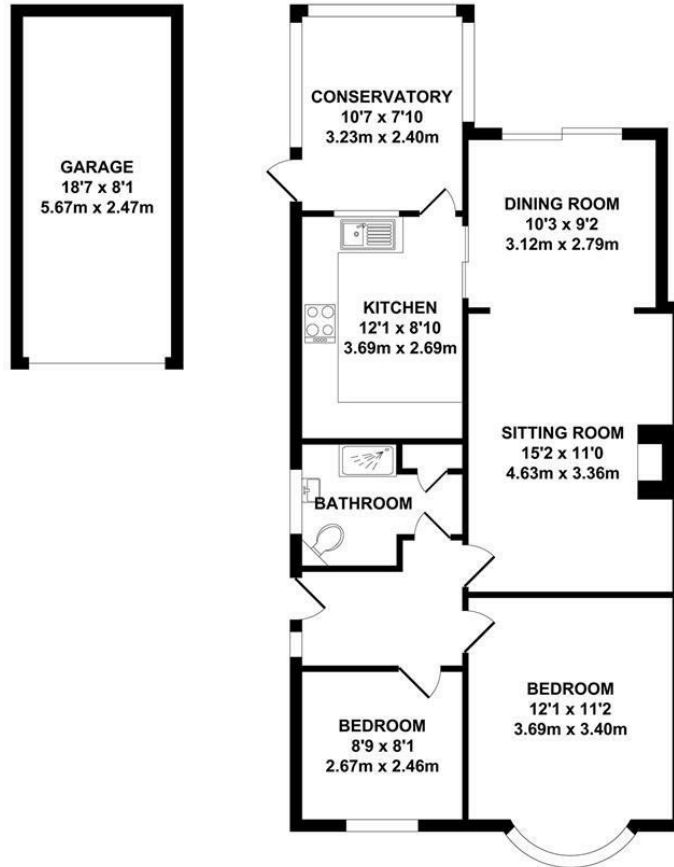 CONSERVATORY
10'7 x 7'10
3.23m x 2.40m
GARAGE
18'7 x 8'1
5.67m x 2.47m
DINING ROOM
10'3 x 9'2
3.12m x 2.79m
KITCHEN
12'1 x 8'10
3.69m x 2.69m
SITTING ROOM
15'2 x 11'0
4.63m x 3.36m
BATHROOM
BEDROOM
12'1 x 11'2
3.69m x 3.40m
BEDROOM
8'9 x 8'1
2.67m x 2.46m